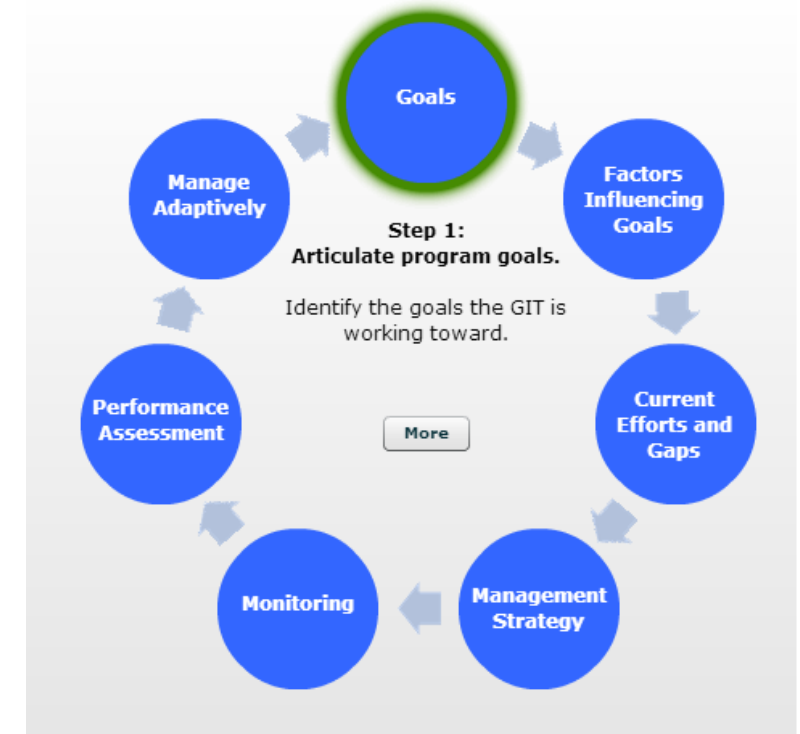 Goals
Factors
Influencing
Goals
Current
Efforts and
Gaps
Management
Strategy
Monitoring
Performance
Assessment
Manage
Adaptively
Step 1:
Articulate program goals.
Identify the goals the GIT is
working toward.
More